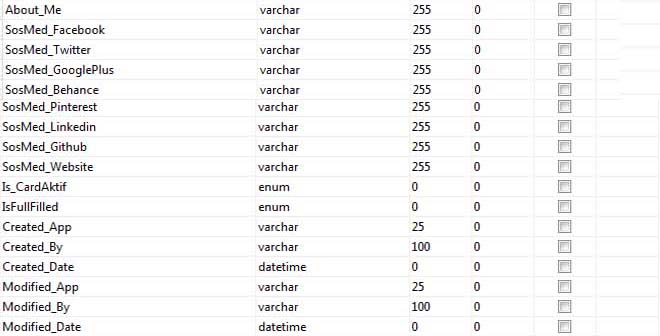 About_Me varchar 255 0
SosMed_Facebook varchar 255 0
SosMed_Twitter varchar 255 0
SosMed_GooglePlus varchar 255 0
SosMed_Behance varchar 255 0
SosMed_Pinterest varchar 255 0
SosMed_Linkedin varchar 255 0
SosMed_Github varchar 255 0
SosMed_Website varchar 255 0
Is_CardAktif enum 0 0
IsFullFilled enum 0 0
Created_App varchar 25 0
Created_By varchar 100 0
Created_Date datetime 0 0
Modified_App varchar 25 0
Modified_By varchar 100 0
Modified_Date datetime 0 0